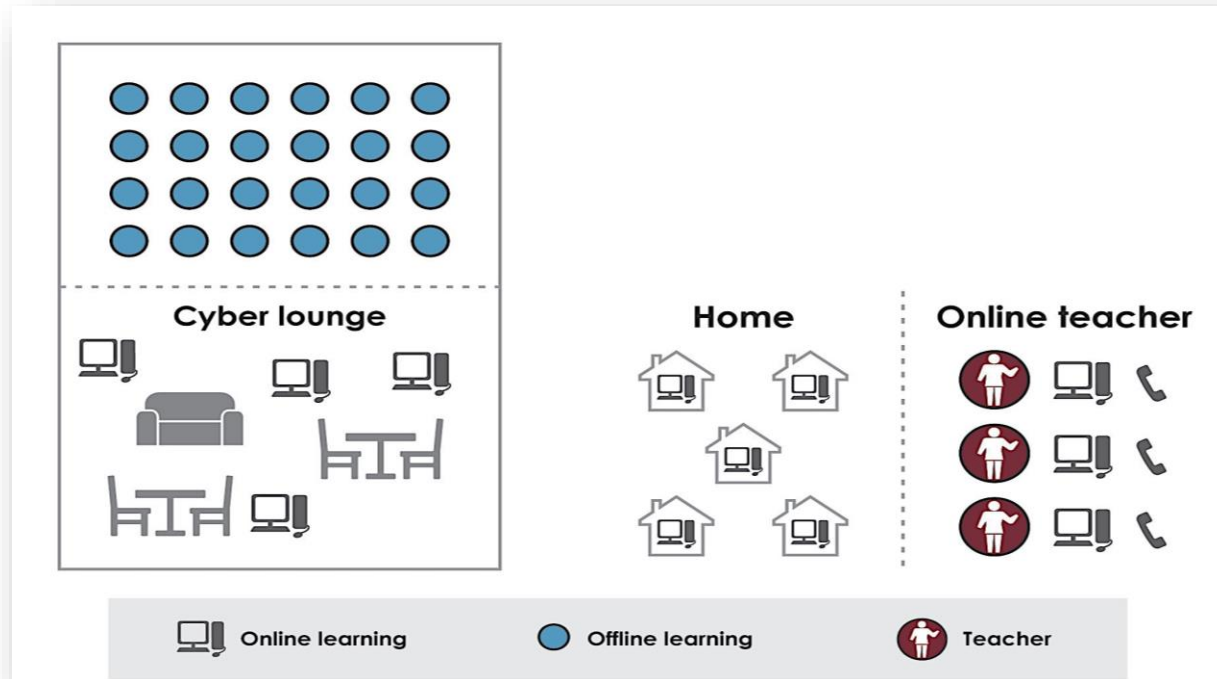 Cyber lounge
Home
Online teacher
Online learning
Offline learning
Teacher